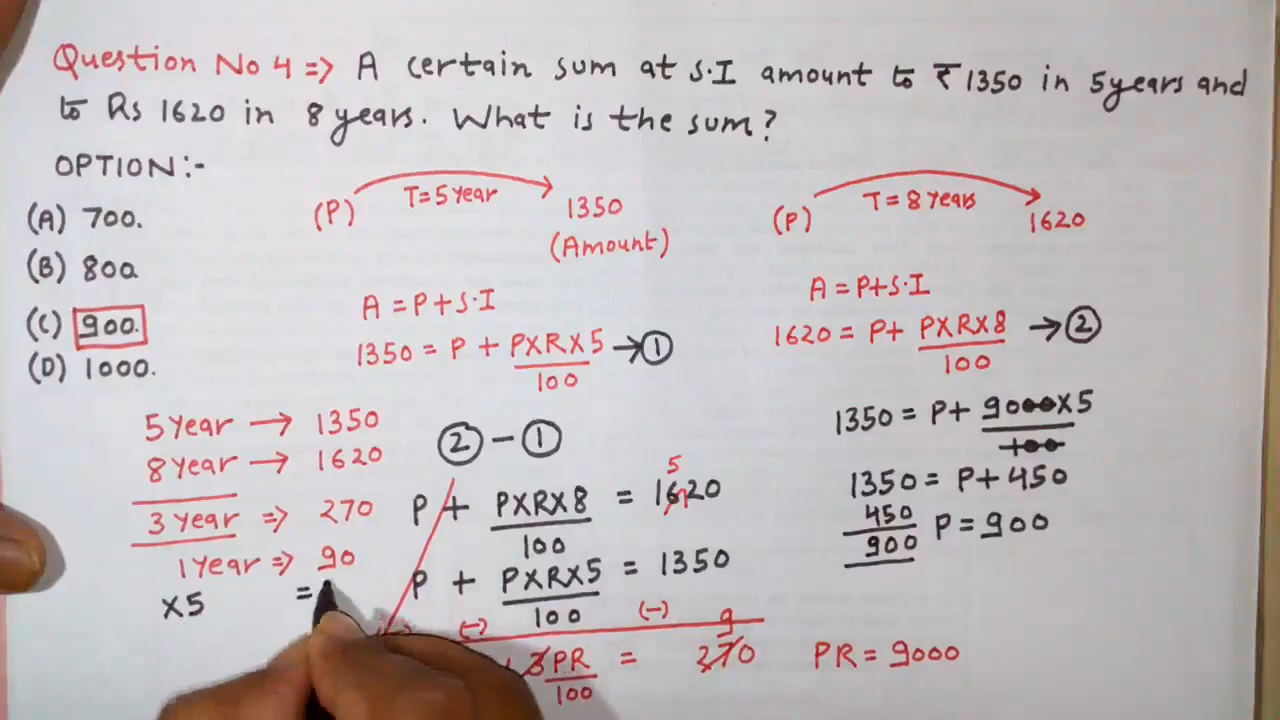 Question No 4 => A certain sum at S.I amount to ₹ 1350 in 5years and
to Rs 1620 in 8 years. What is the sum?
OPTION:-
(A) 700.
(B) 800.
(C) 900.
(D) 1000.
(P) T=5 Year 1350
(Amount)
A = P+S.I
1350 = P + PXRX5/100 → ①
(P) T=8 Years 1620
A = P+S.I
1620 = P+ PXRX8/100 → ②
5 Year → 1350
8 Year → 1620
3 Year => 270
1 Year => 90
X5 =
② - ①
5
P + PXRX8/100 = 1620
P + PXRX5/100 = 1350
(-) (-)
9
3PR/100 = 270
PR = 9000
1350 = P+ 9000X5/100
1350 = P+450
450
900
P = 900